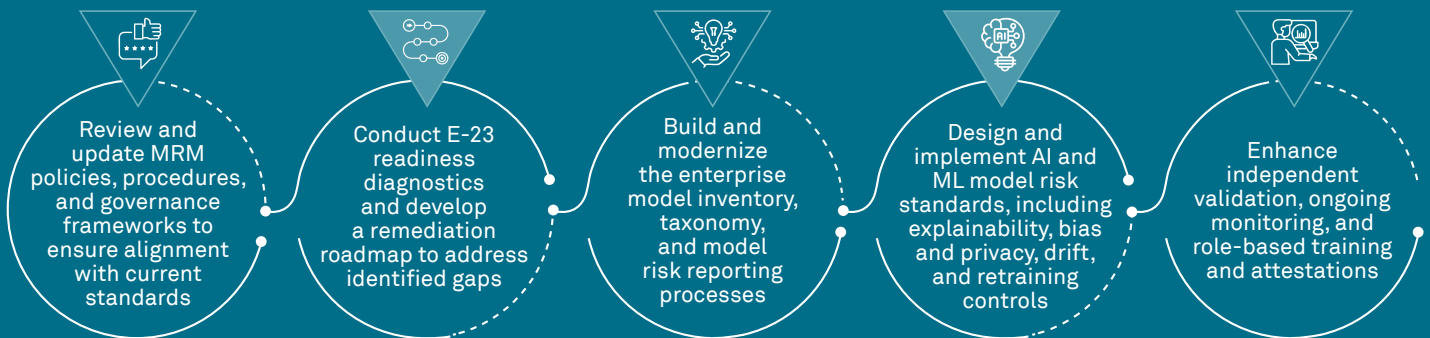 Review and
update MRM
policies, procedures,
and governance
frameworks to
ensure alignment
with current
standards
Conduct E-23
readiness
diagnostics
and develop
a remediation
roadmap to address
identified gaps
Build and
modernize
the enterprise
model inventory,
taxonomy,
and model
risk reporting
processes
AI
Design and
implement AI and
ML model risk
standards, including
explainability, bias
and privacy, drift,
and retraining
controls
Enhance
independent
validation, ongoing
monitoring, and
role-based training
and attestations